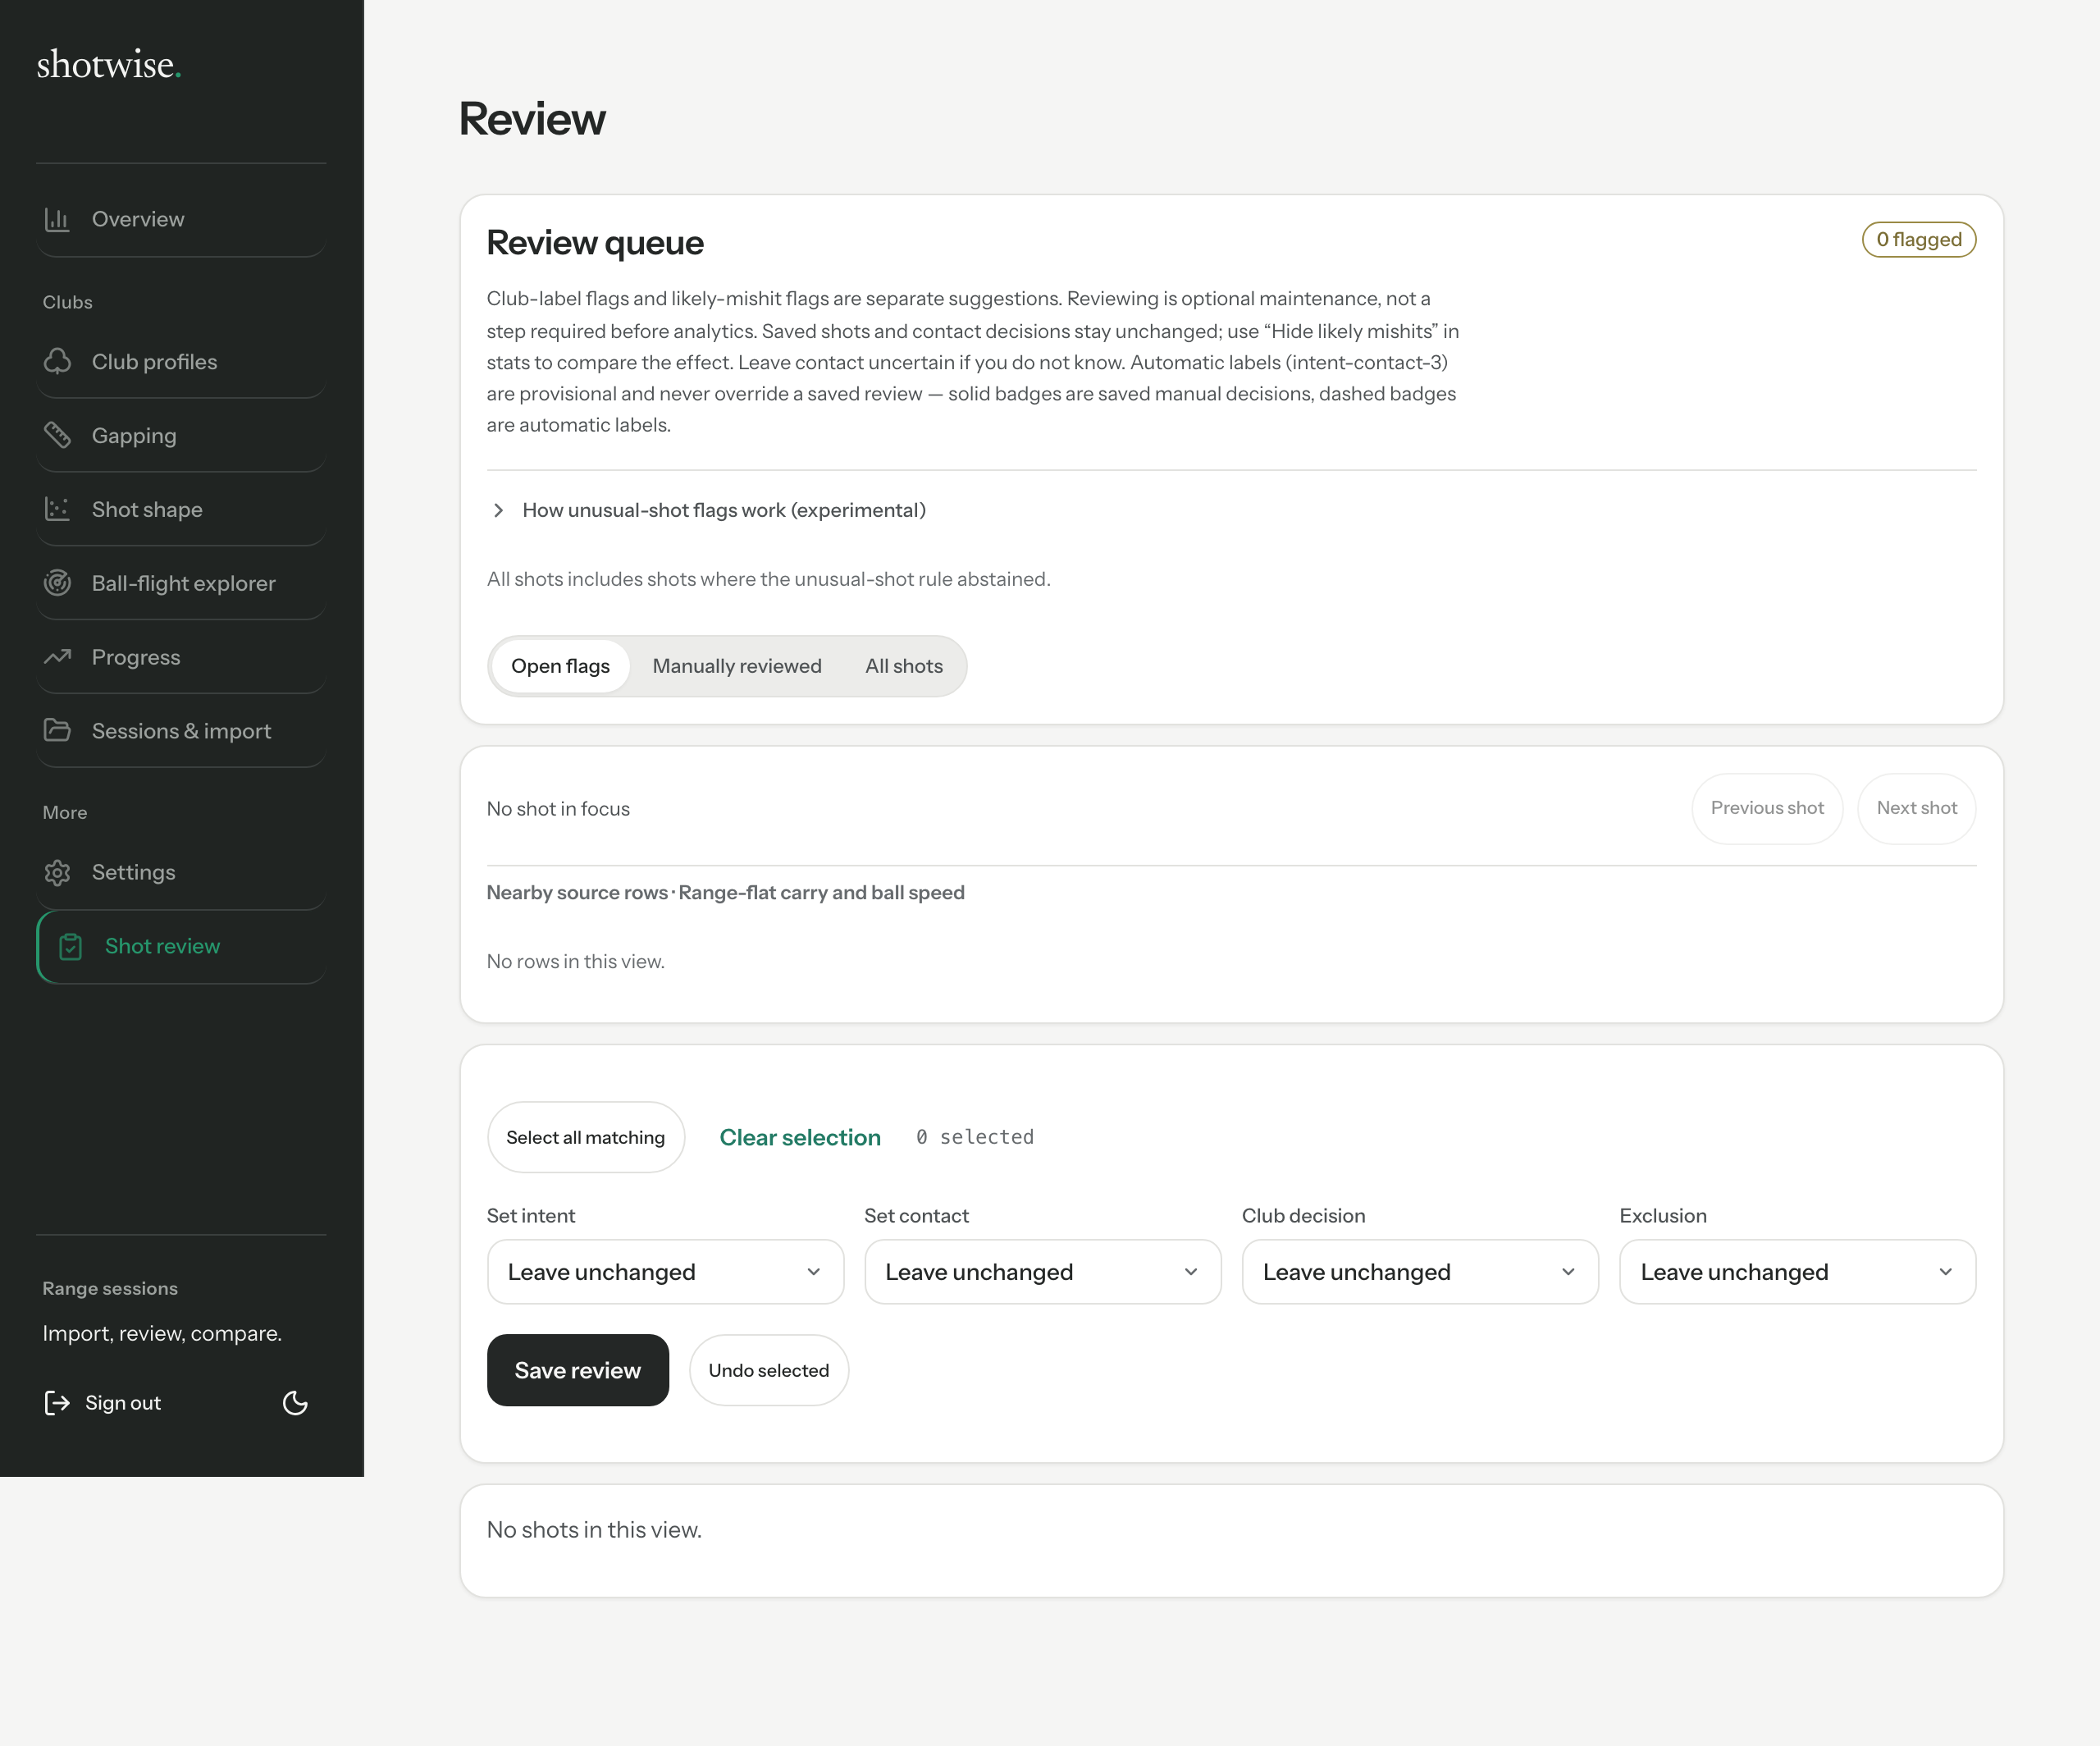 shotwise.
Overview
Clubs
Club profiles
Gapping
Shot shape
Ball-flight explorer
Progress
Sessions & import
More
Settings
Shot review
Range sessions
Import, review, compare.
Sign out
Review
Review queue
0 flagged
Club-label flags and likely-mishit flags are separate suggestions. Reviewing is optional maintenance, not a
step required before analytics. Saved shots and contact decisions stay unchanged; use “Hide likely mishits” in
stats to compare the effect. Leave contact uncertain if you do not know. Automatic labels (intent-contact-3)
are provisional and never override a saved review — solid badges are saved manual decisions, dashed badges
are automatic labels.
How unusual-shot flags work (experimental)
All shots includes shots where the unusual-shot rule abstained.
Open flags Manually reviewed All shots
No shot in focus
Previous shot Next shot
Nearby source rows · Range-flat carry and ball speed
No rows in this view.
Select all matching Clear selection 0 selected
Set intent Set contact Club decision Exclusion
Leave unchanged Leave unchanged Leave unchanged Leave unchanged
Save review Undo selected
No shots in this view.